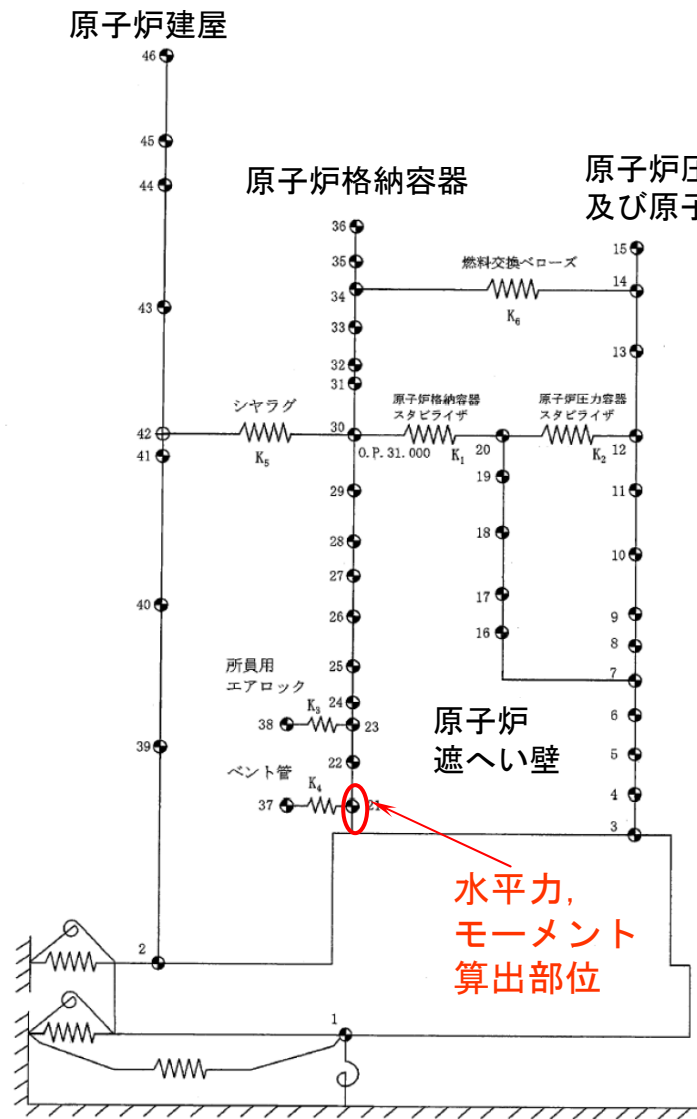 原子炉建屋
46
45
44
43
42
41
40
39
2
原子炉格納容器
36
35
34
33
32
31
30
O.P.31.000
29
28
27
26
25
24
23
22
21
原子炉圧
及び原子
15
14
13
12
11
10
9
8
7
6
5
4
3
燃料交換ベローズ
K₆
シヤラグ
K₅
原子炉格納容器
スタビライザ
K₁
原子炉圧力容器
スタビライザ
K₂
20
19
18
17
16
所員用
エアロック
K₃
38
ベント管
K₄
37
原子炉
遮へい壁
水平力,
モーメント
算出部位
1